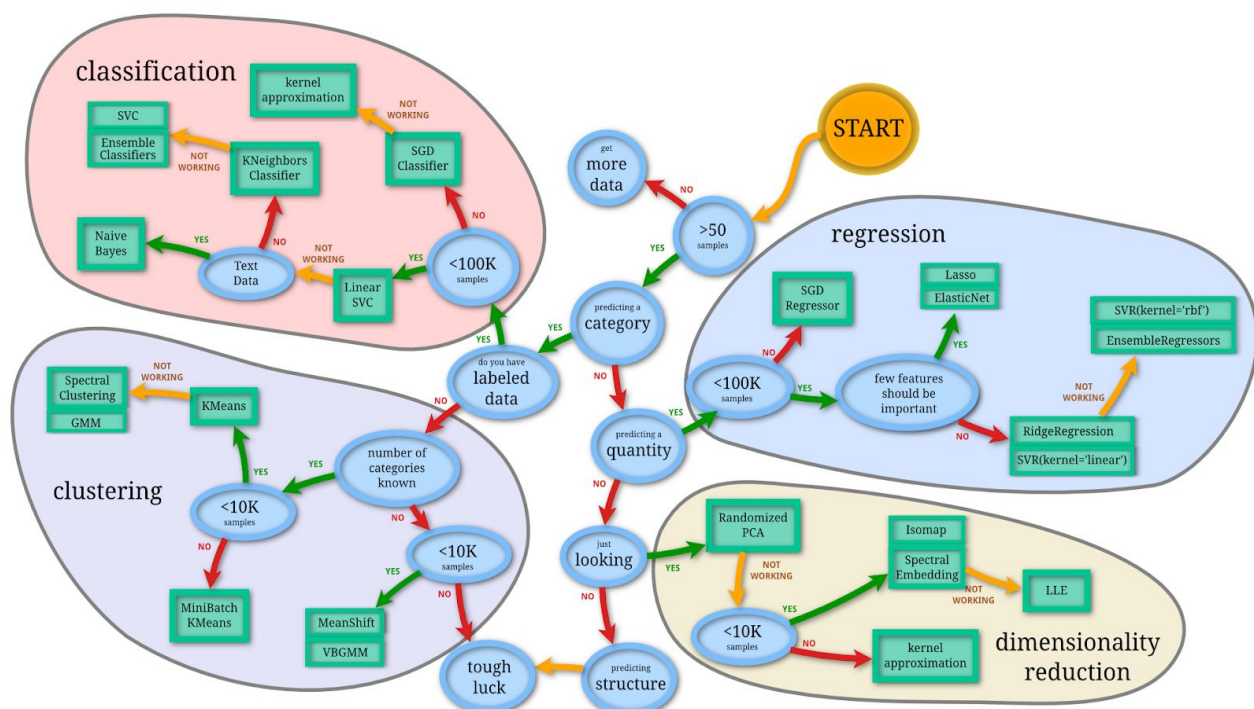 classification
kernel
approximation
NOT
WORKING
SVC
Ensemble
Classifiers
NOT
WORKING
KNeighbors
Classifier
SGD
Classifier
NO
Naive
Bayes
YES
Text
Data
NO
NOT
WORKING
Linear
SVC
YES
<100K
samples
START
get
more
data
NO
>50
samples
YES
predicting a
category
YES
NO
do you have
labeled
data
YES
NO
predicting a
quantity
YES
NO
just
looking
YES
NO
predicting
structure
tough
luck
regression
SGD
Regressor
NO
<100K
samples
YES
Lasso
ElasticNet
YES
few features
should be
important
NO
SVR(kernel='rbf')
EnsembleRegressors
NOT
WORKING
RidgeRegression
SVR(kernel='linear')
clustering
Spectral
Clustering
GMM
NOT
WORKING
KMeans
YES
<10K
samples
NO
MiniBatch
KMeans
YES
number of
categories
known
NO
<10K
samples
YES
NO
MeanShift
VBGMM
dimensionality
reduction
Randomized
PCA
NOT
WORKING
<10K
samples
YES
NO
Isomap
Spectral
Embedding
NOT
WORKING
LLE
kernel
approximation